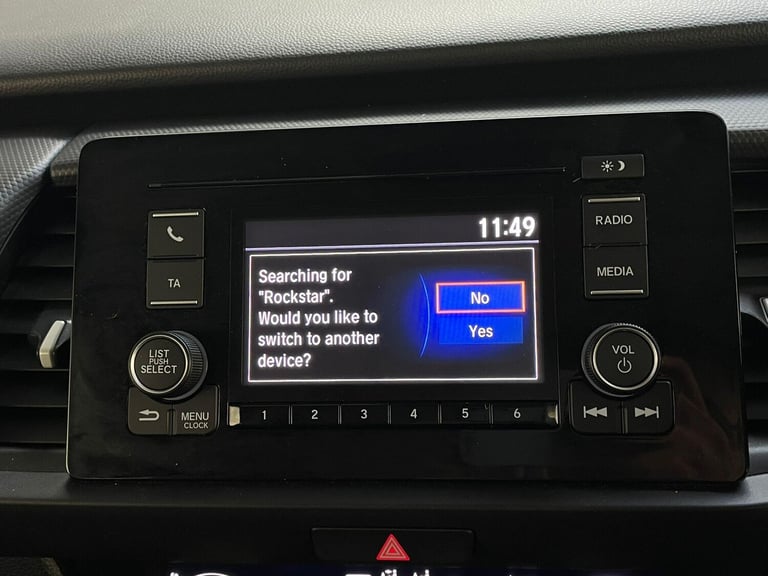 11:49
Searching for
"Rockstar".
Would you like to
switch to another
device?
No
Yes
TA
LIST
PUSH
SELECT
MENU
CLOCK
1 2 3 4 5 6
RADIO
MEDIA
VOL